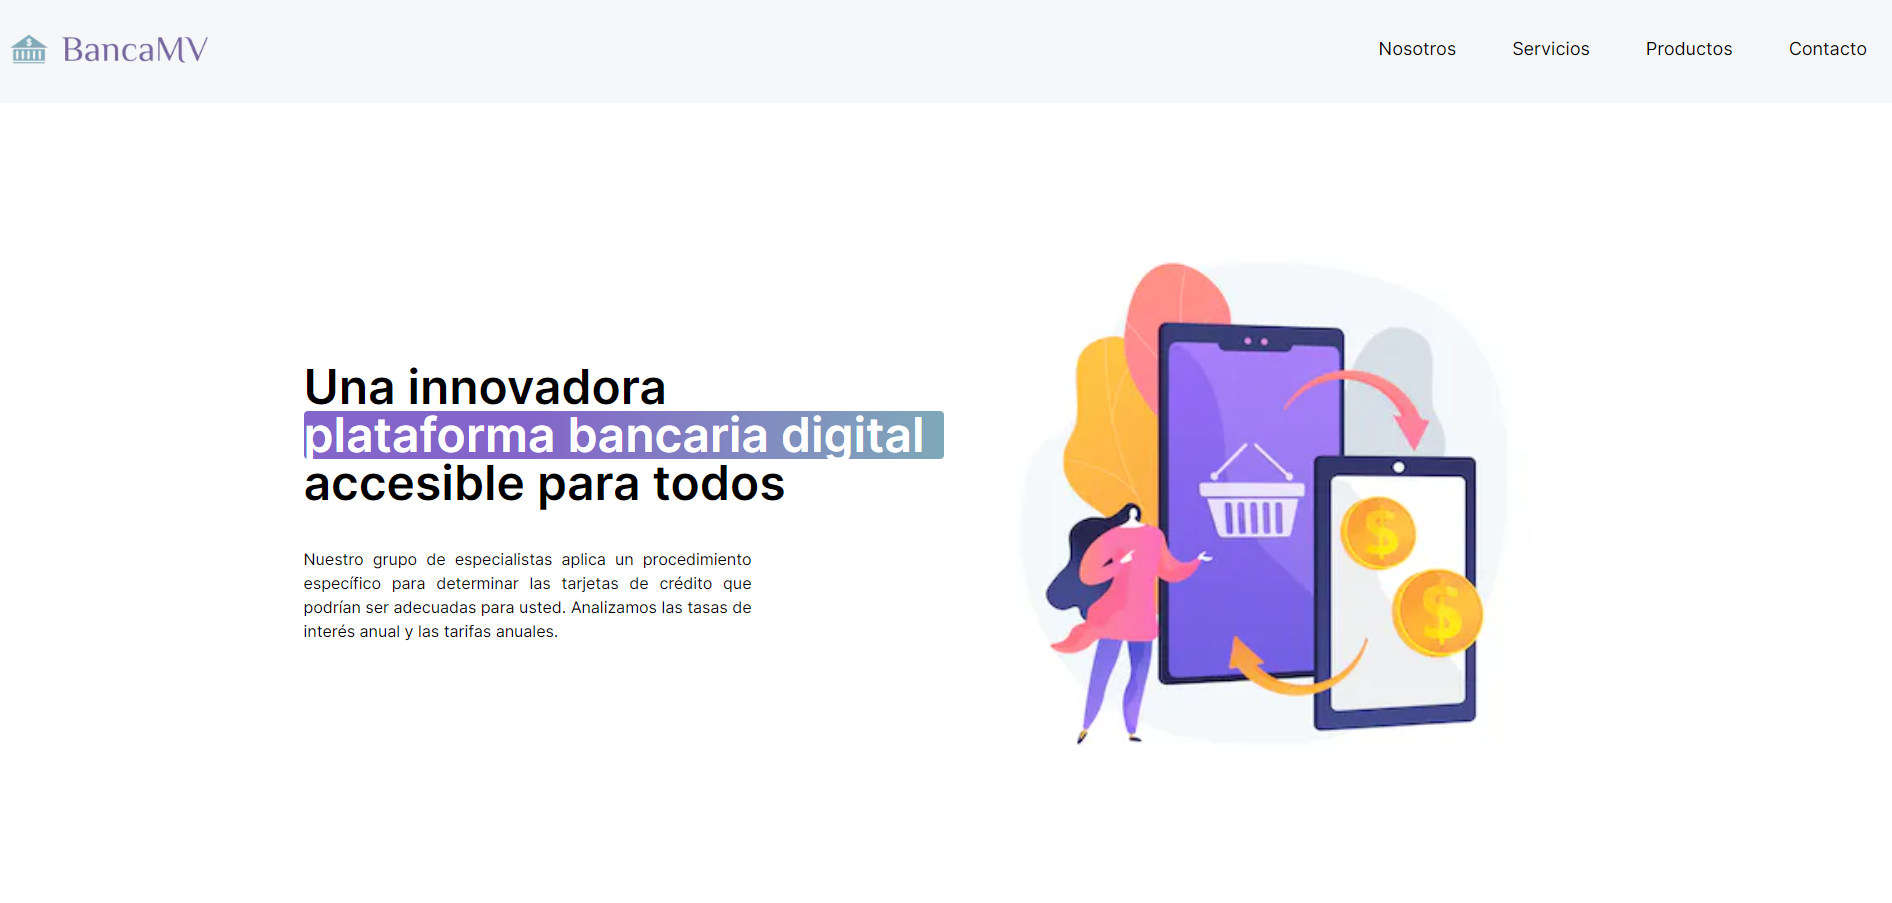 BancaMV
Nosotros Servicios Productos Contacto
Una innovadora
plataforma bancaria digital
accesible para todos
Nuestro grupo de especialistas aplica un procedimiento
específico para determinar las tarjetas de crédito que
podrían ser adecuadas para usted. Analizamos las tasas de
interés anual y las tarifas anuales.
$
$
$